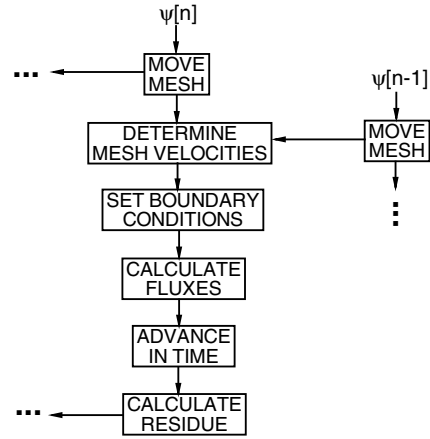 ψ[n]
...
MOVE
MESH
ψ[n-1]
DETERMINE
MESH VELOCITIES
MOVE
MESH
SET BOUNDARY
CONDITIONS
...
CALCULATE
FLUXES
ADVANCE
IN TIME
...
CALCULATE
RESIDUE